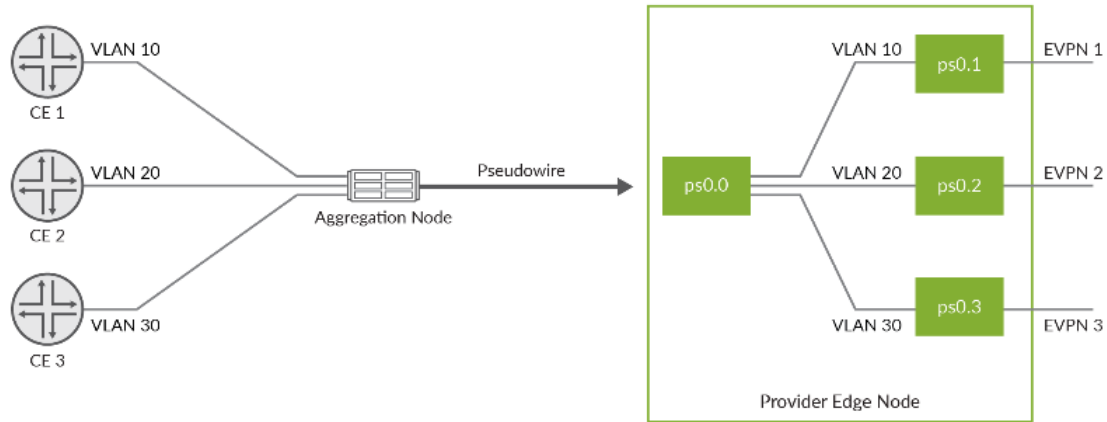 VLAN 10
CE 1
VLAN 20
CE 2
VLAN 30
CE 3
Aggregation Node
Pseudowire
ps0.0
VLAN 10
ps0.1
EVPN 1
VLAN 20
ps0.2
EVPN 2
VLAN 30
ps0.3
EVPN 3
Provider Edge Node